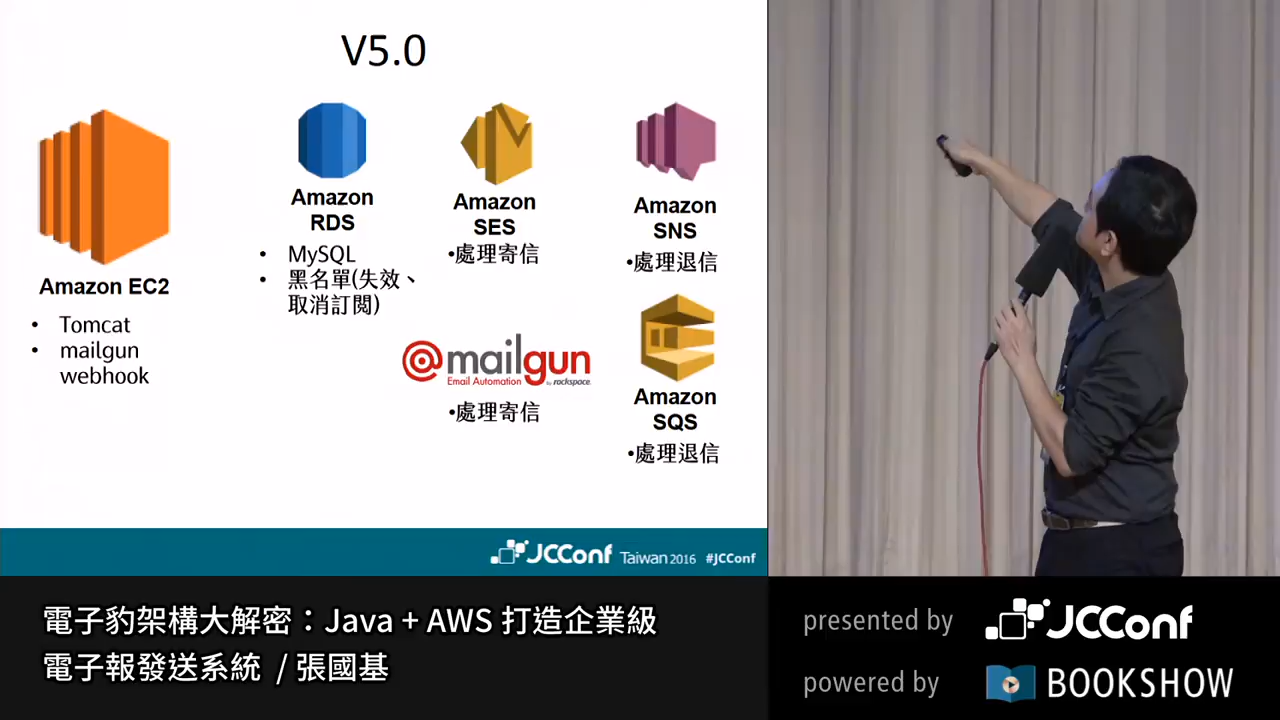 V5.0
Amazon EC2
• Tomcat
• mailgun
webhook
Amazon
RDS
• MySQL
• 黑名單(失效、
取消訂閱)
Amazon
SES
•處理寄信
Amazon
SNS
•處理退信
@mailgun
Email Automation by rackspace.
•處理寄信
Amazon
SQS
•處理退信
JCConf Taiwan 2016 #JCConf
電子豹架構大解密：Java + AWS 打造企業級
電子報發送系統 / 張國基
presented by JCConf
powered by BOOKSHOW